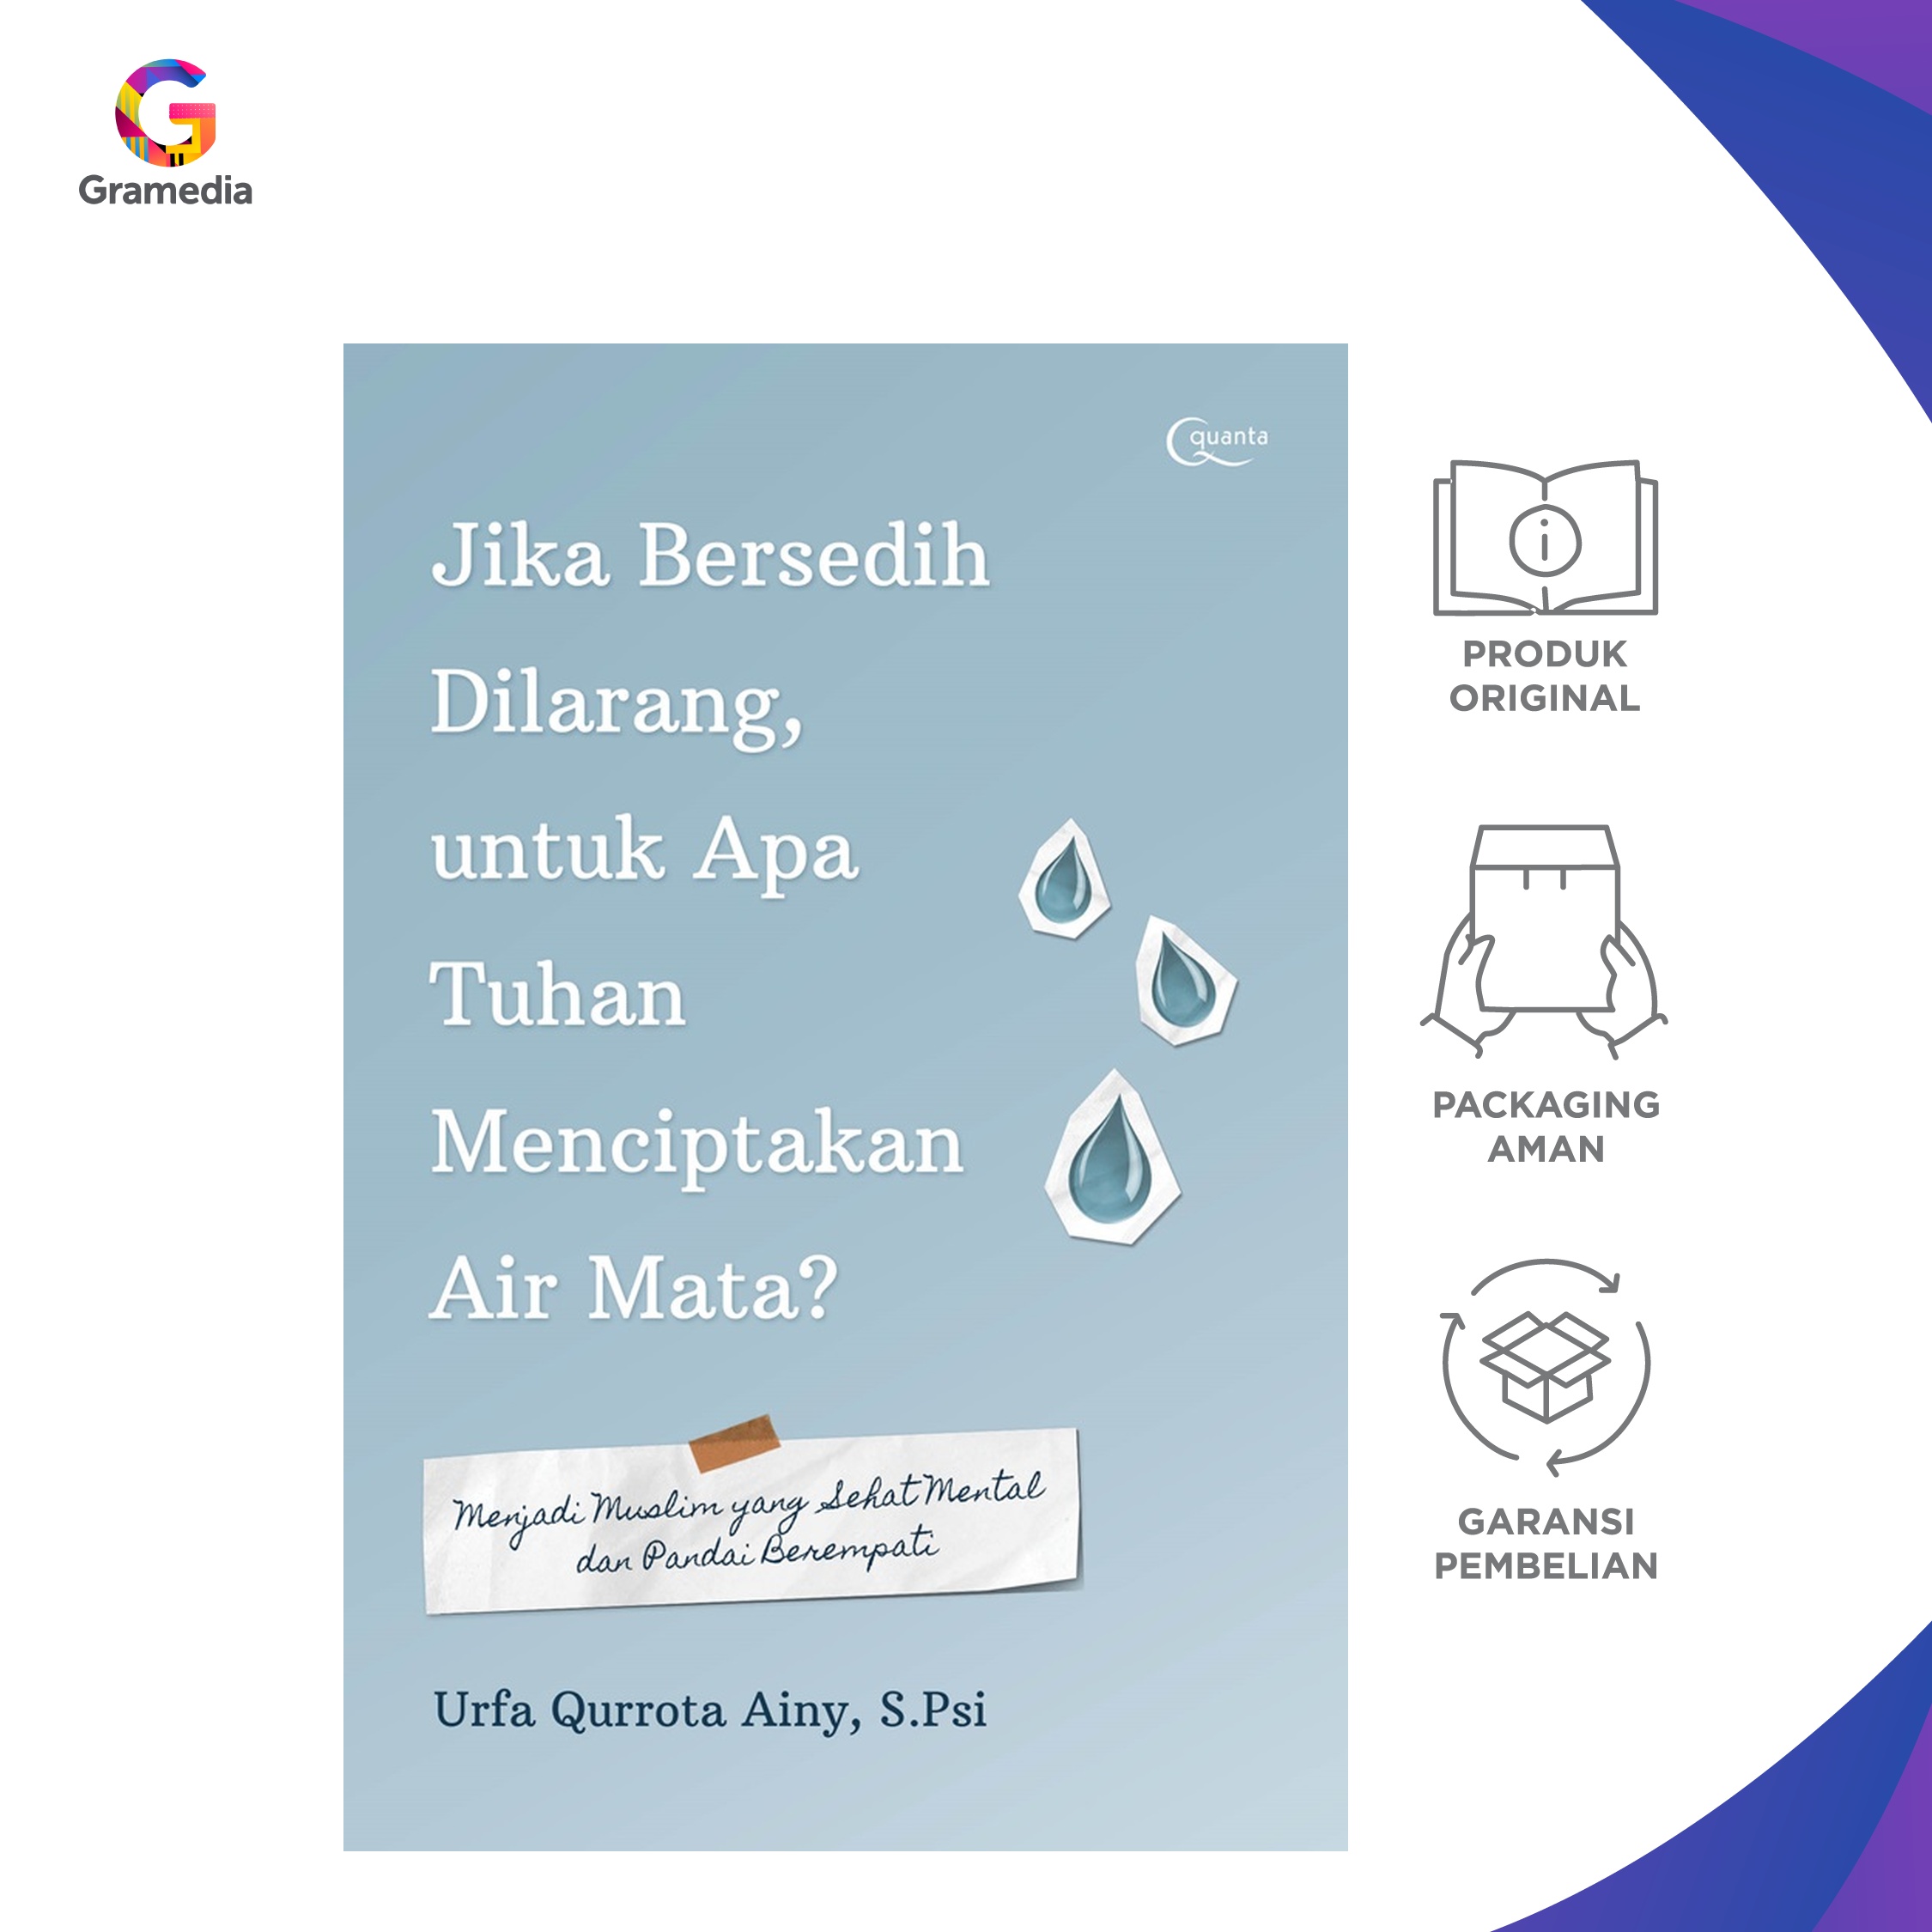 Gramedia
quanta
Jika Bersedih
Dilarang,
untuk Apa
Tuhan
Menciptakan
Air Mata?
Menjadi Muslim yang Sehat Mental
dan Pandai Berempati
Urfa Qurrota Ainy, S.Psi
PRODUK
ORIGINAL
PACKAGING
AMAN
GARANSI
PEMBELIAN